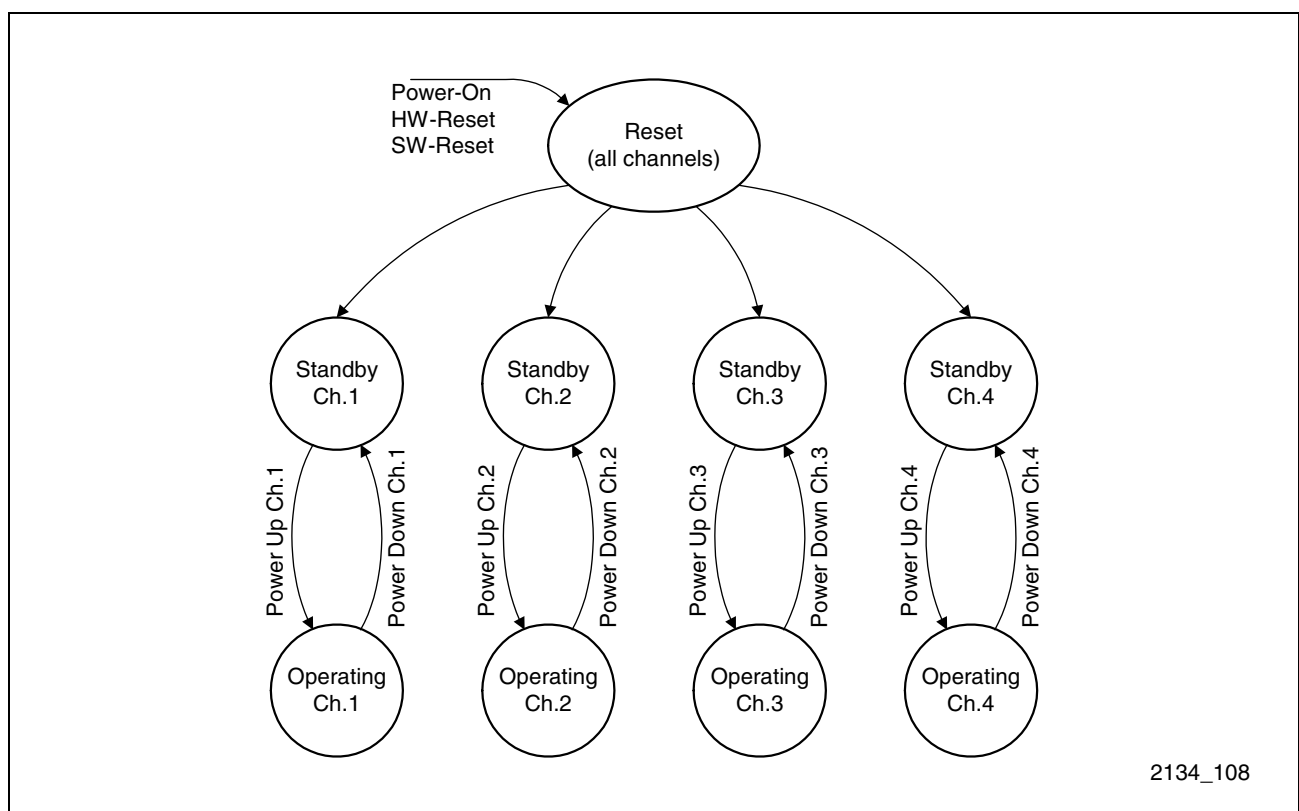 Power-On
HW-Reset
SW-Reset
Reset
(all channels)
Standby
Ch.1
Standby
Ch.2
Standby
Ch.3
Standby
Ch.4
Power Up Ch.1
Power Down Ch.1
Power Up Ch.2
Power Down Ch.2
Power Up Ch.3
Power Down Ch.3
Power Up Ch.4
Power Down Ch.4
Operating
Ch.1
Operating
Ch.2
Operating
Ch.3
Operating
Ch.4
2134_108